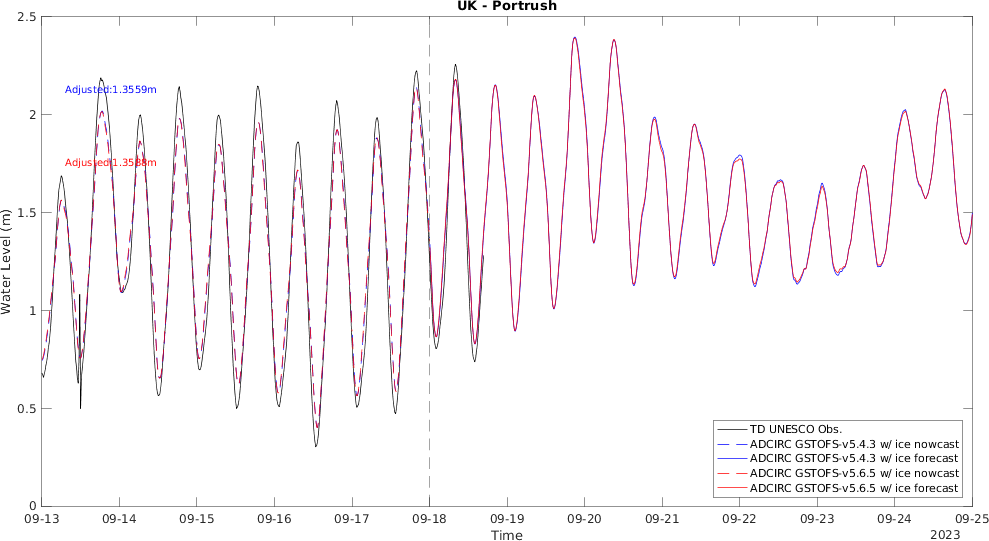 UK - Portrush
2.5
2
1.5
1
0.5
0
Water Level (m)
Adjusted:1.3559m
Adjusted:1.3588m
TD UNESCO Obs.
ADCIRC GSTOFS-v5.4.3 w/ ice nowcast
ADCIRC GSTOFS-v5.4.3 w/ ice forecast
ADCIRC GSTOFS-v5.6.5 w/ ice nowcast
ADCIRC GSTOFS-v5.6.5 w/ ice forecast
09-13 09-14 09-15 09-16 09-17 09-18 09-19 09-20 09-21 09-22 09-23 09-24 09-25
Time
2023